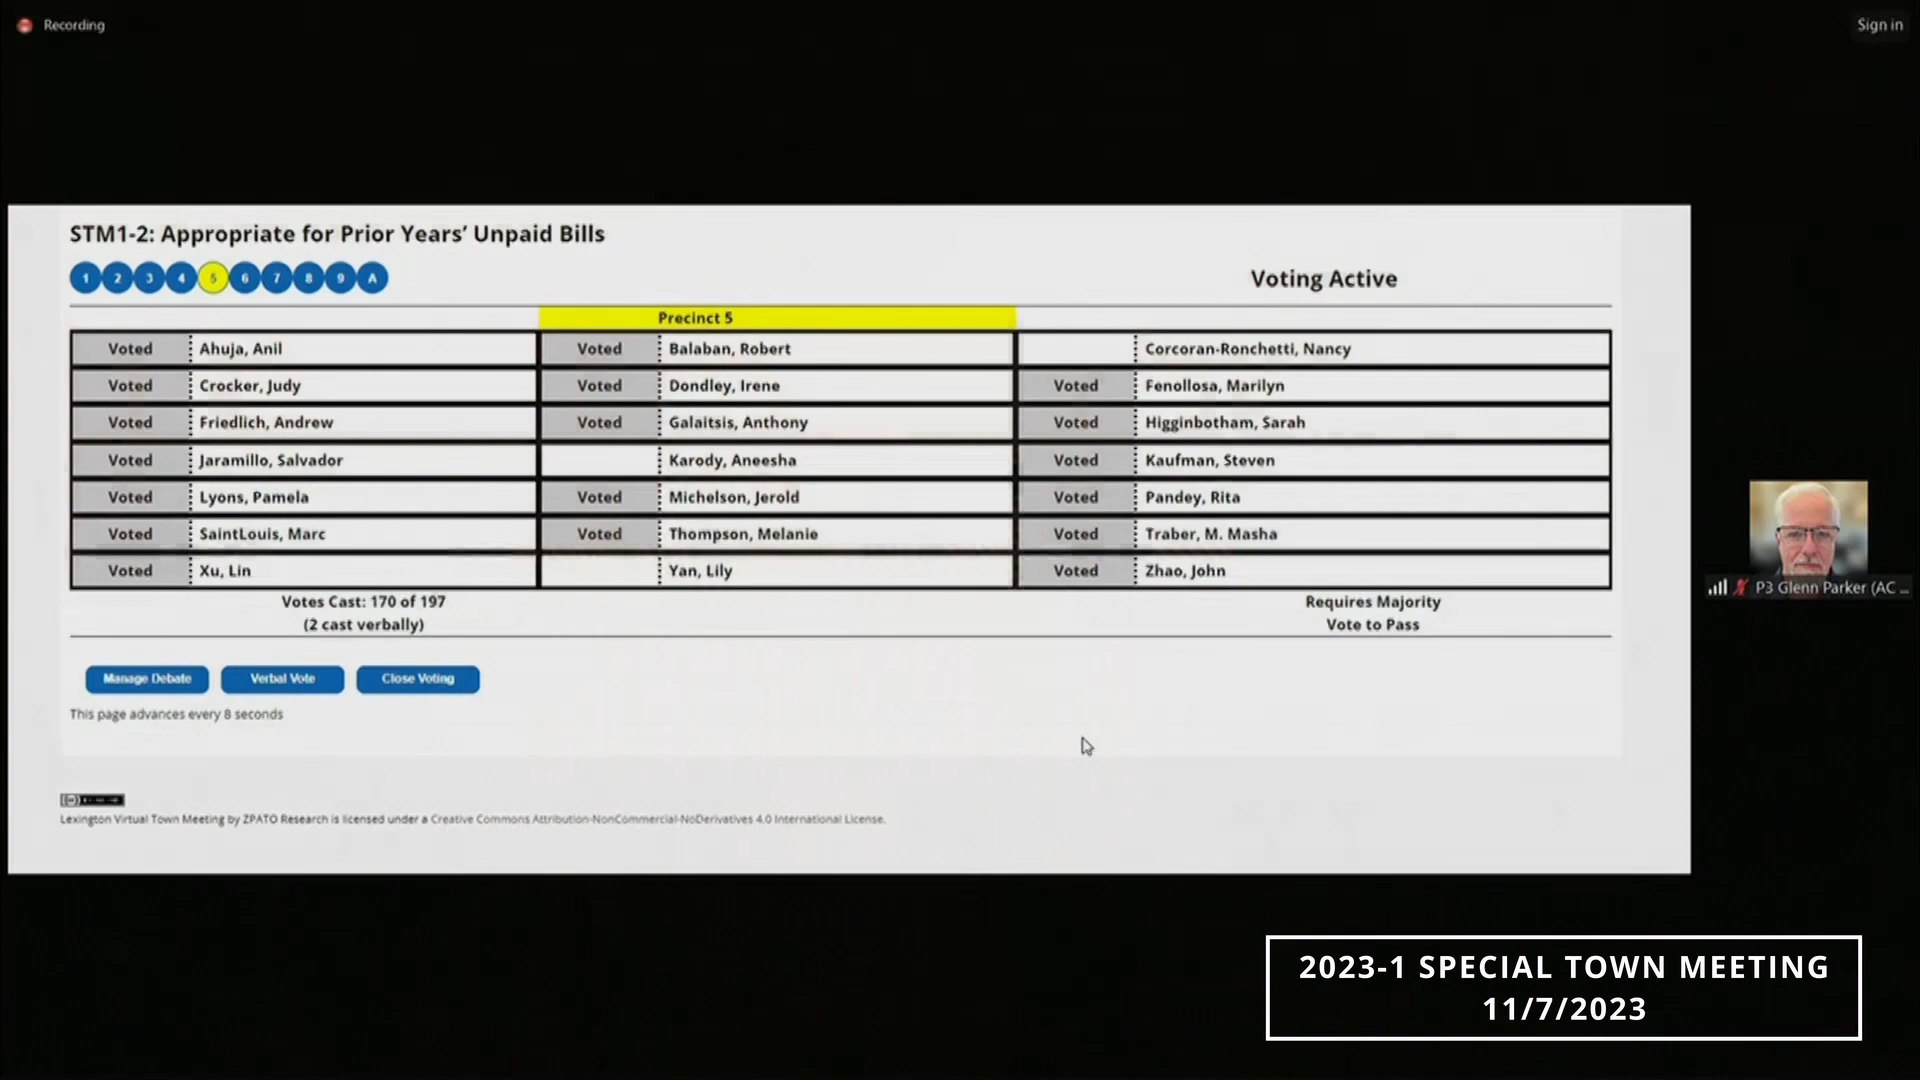 Recording
Sign in
STM1-2: Appropriate for Prior Years’ Unpaid Bills
1 2 3 4 5 6 7 8 9 A
Voting Active
Precinct 5
Voted Ahuja, Anil Voted Balaban, Robert Corcoran-Ronchetti, Nancy
Voted Crocker, Judy Voted Dondley, Irene Voted Fenollosa, Marilyn
Voted Friedlich, Andrew Voted Galaitsis, Anthony Voted Higginbotham, Sarah
Voted Jaramillo, Salvador Karody, Aneesha Voted Kaufman, Steven
Voted Lyons, Pamela Voted Michelson, Jerold Voted Pandey, Rita
Voted SaintLouis, Marc Voted Thompson, Melanie Voted Traber, M. Masha
Voted Xu, Lin Yan, Lily Voted Zhao, John
Votes Cast: 170 of 197
(2 cast verbally)
Requires Majority
Vote to Pass
Manage Debate Verbal Vote Close Voting
This page advances every 8 seconds
Lexington Virtual Town Meeting by ZPATO Research is licensed under a Creative Commons Attribution-NonCommercial-NoDerivatives 4.0 International License.
P3 Glenn Parker (AC ...
2023-1 SPECIAL TOWN MEETING
11/7/2023